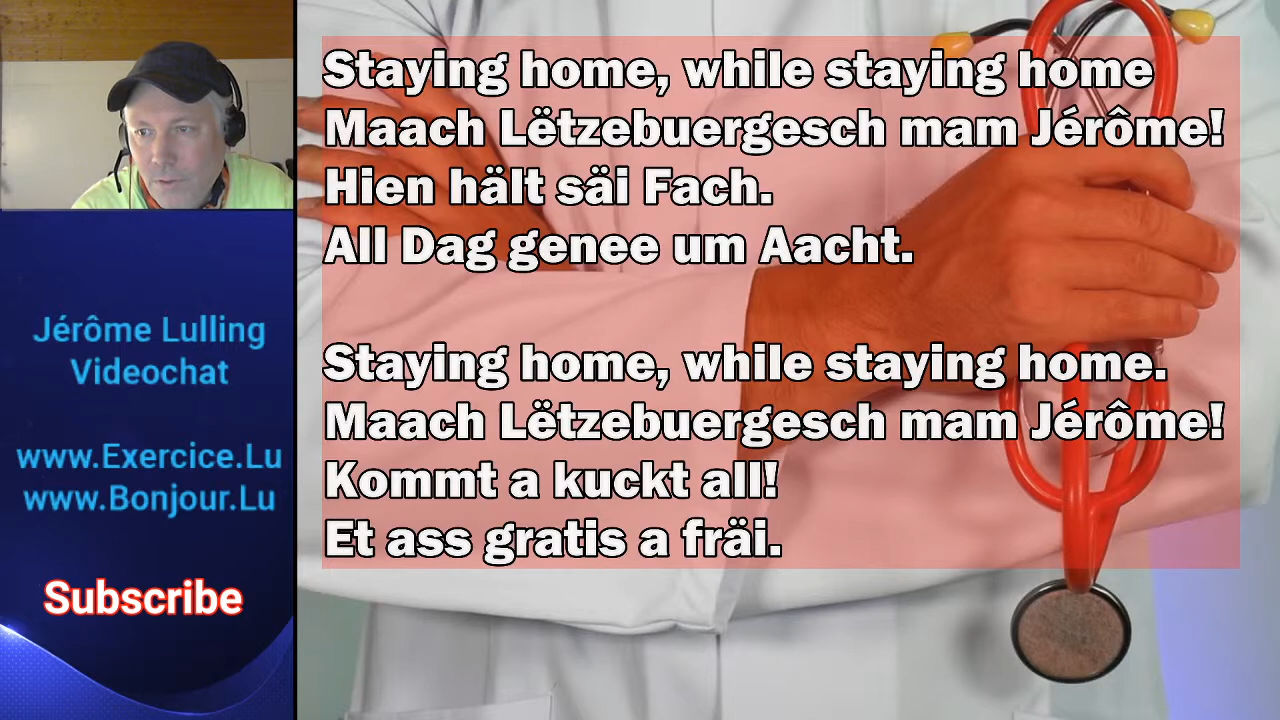 Staying home, while staying home
Maach Lëtzebuergesch mam Jérôme!
Hien hält säi Fach.
All Dag genee um Aacht.
Staying home, while staying home.
Maach Lëtzebuergesch mam Jérôme!
Kommt a kuckt all!
Et ass gratis a fräi.
Jérôme Lulling
Videochat
www.Exercice.Lu
www.Bonjour.Lu
Subscribe